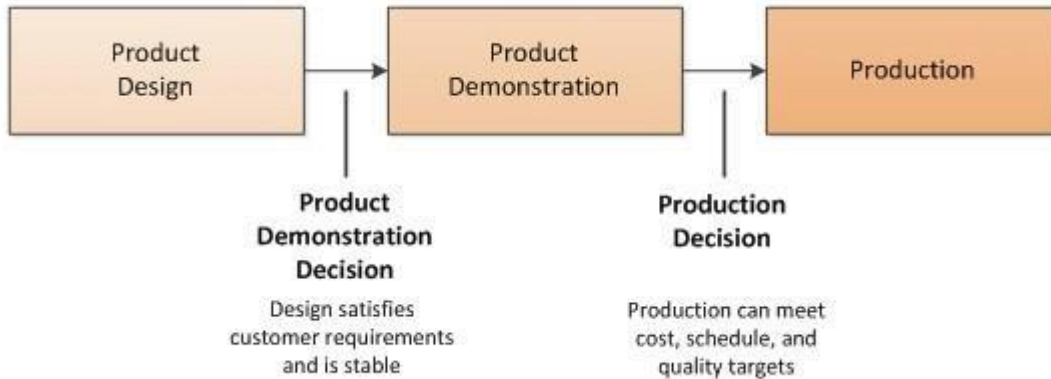 Product
Design
Product
Demonstration
Production
Product
Demonstration
Decision
Design satisfies
customer requirements
and is stable
Production
Decision
Production can meet
cost, schedule, and
quality targets